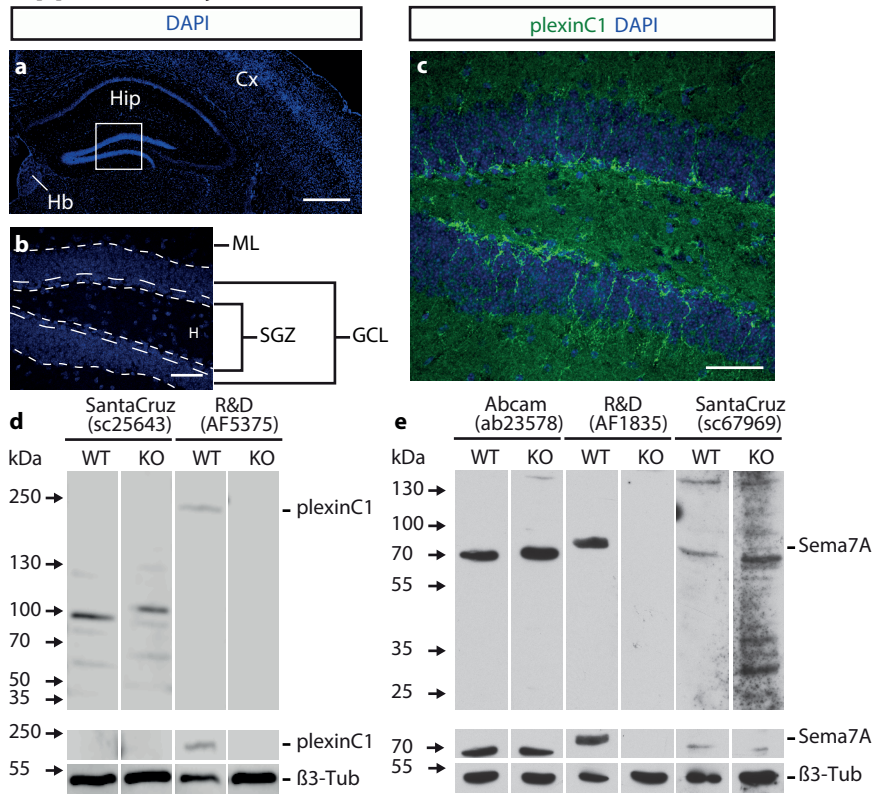 DAPI
a
Cx
Hip
Hb
b
ML
H
SGZ
GCL
plexinC1 DAPI
c
d
SantaCruz
(sc25643)
R&D
(AF5375)
kDa
WT
KO
WT
KO
250
130
100
70
50
35
plexinC1
250
55
plexinC1
ß3-Tub
e
Abcam
(ab23578)
R&D
(AF1835)
SantaCruz
(sc67969)
kDa
WT
KO
WT
KO
WT
KO
130
100
70
55
35
25
Sema7A
70
55
Sema7A
ß3-Tub